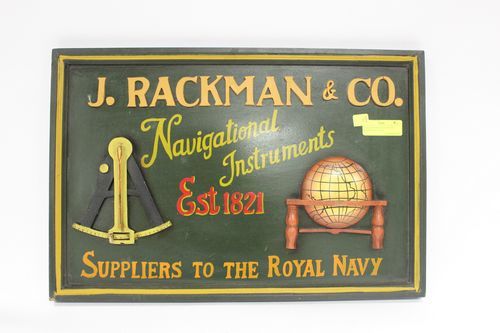 J. RACKMAN & CO.
Navigational
Instruments
Est 1821
SUPPLIERS TO THE ROYAL NAVY